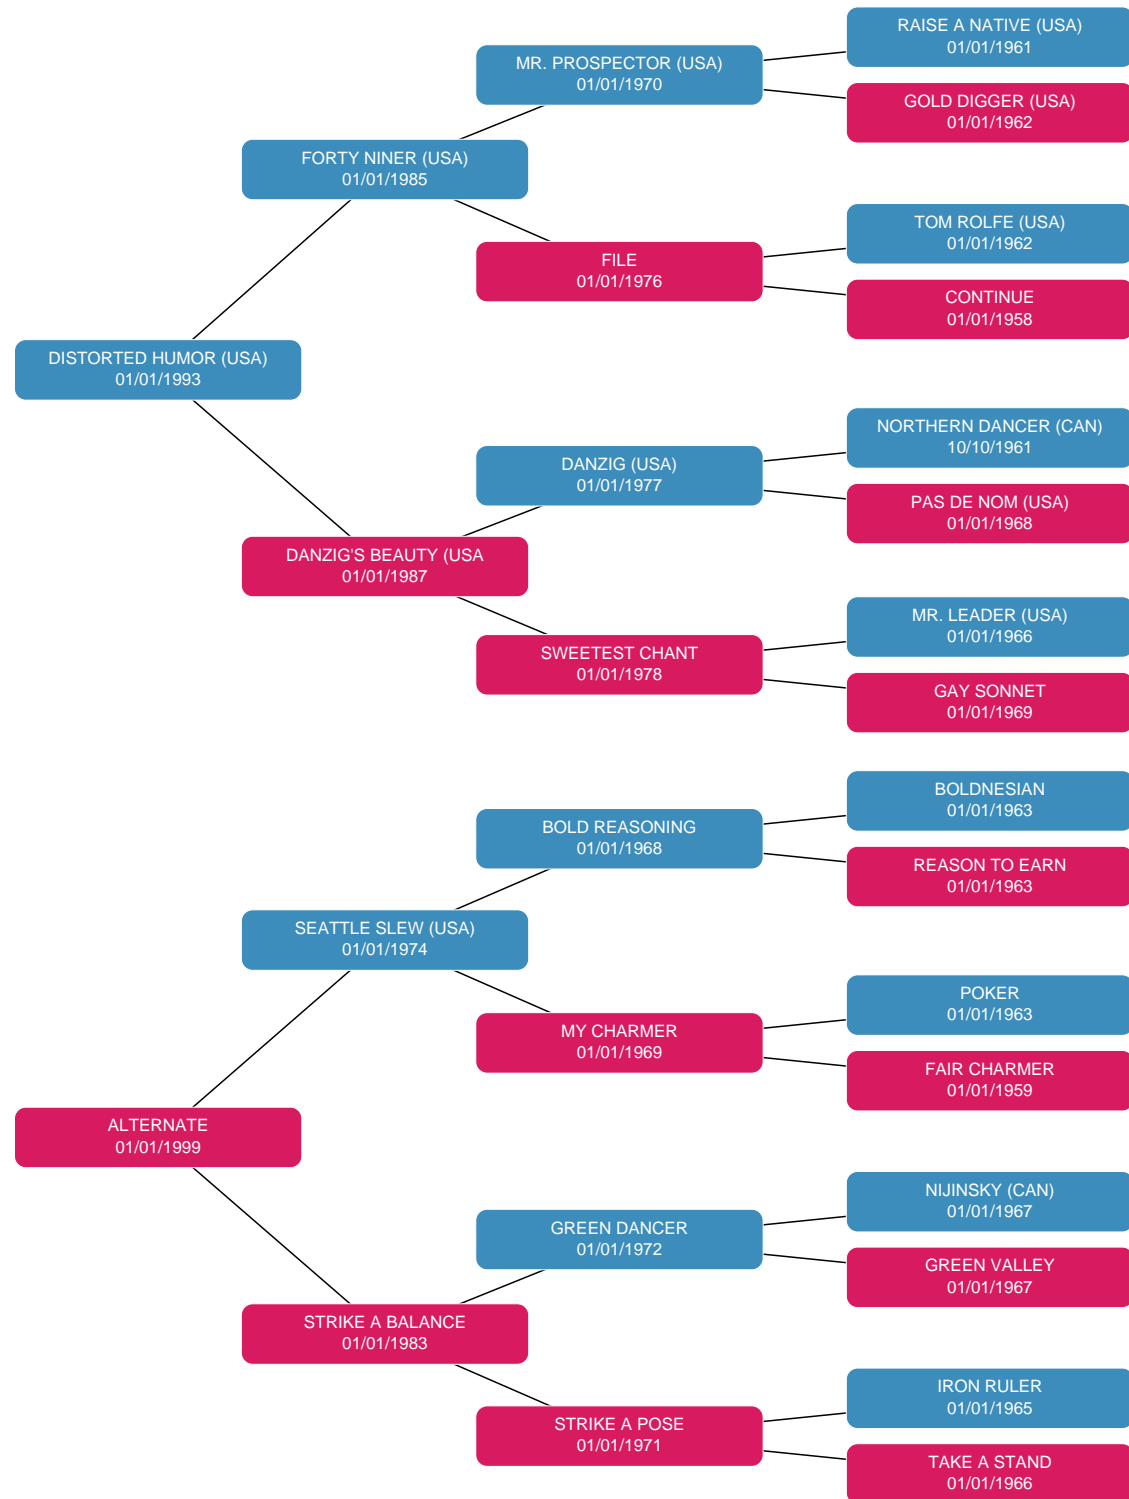 RAISE A NATIVE (USA)
01/01/1961
MR. PROSPECTOR (USA)
01/01/1970
GOLD DIGGER (USA)
01/01/1962
FORTY NINER (USA)
01/01/1985
TOM ROLFE (USA)
01/01/1962
FILE
01/01/1976
CONTINUE
01/01/1958
DISTORTED HUMOR (USA)
01/01/1993
NORTHERN DANCER (CAN)
10/10/1961
DANZIG (USA)
01/01/1977
PAS DE NOM (USA)
01/01/1968
DANZIG'S BEAUTY (USA
01/01/1987
MR. LEADER (USA)
01/01/1966
SWEETEST CHANT
01/01/1978
GAY SONNET
01/01/1969
BOLDNESIAN
01/01/1963
BOLD REASONING
01/01/1968
REASON TO EARN
01/01/1963
SEATTLE SLEW (USA)
01/01/1974
POKER
01/01/1963
MY CHARMER
01/01/1969
FAIR CHARMER
01/01/1959
ALTERNATE
01/01/1999
NIJINSKY (CAN)
01/01/1967
GREEN DANCER
01/01/1972
GREEN VALLEY
01/01/1967
STRIKE A BALANCE
01/01/1983
IRON RULER
01/01/1965
STRIKE A POSE
01/01/1971
TAKE A STAND
01/01/1966